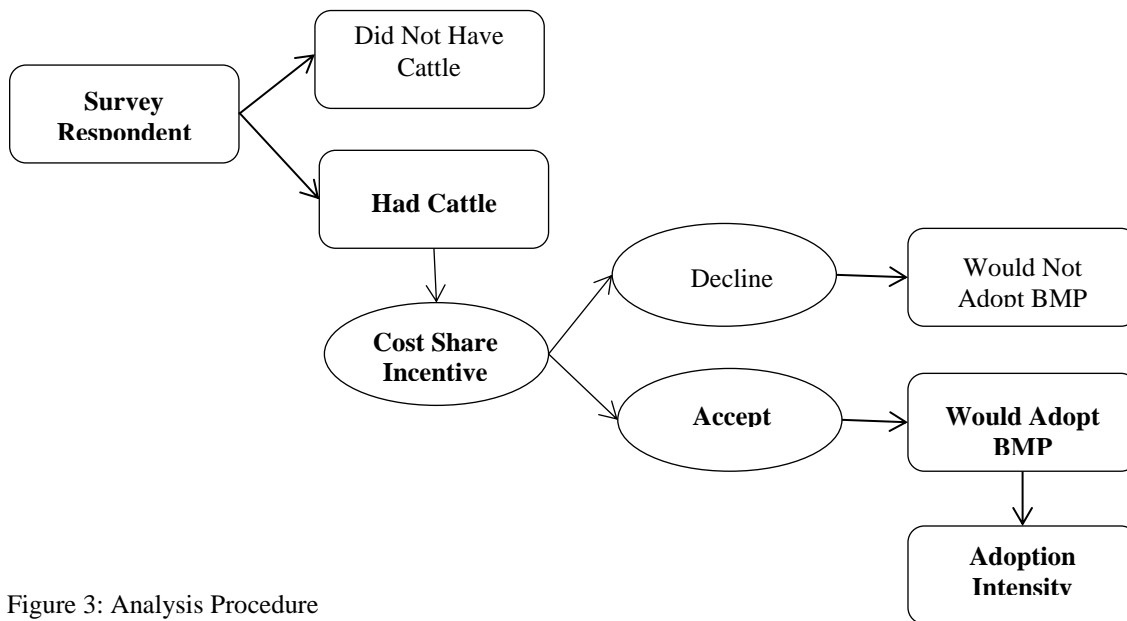 Did Not Have
Cattle
Survey
Respondent
Had Cattle
Decline
Would Not
Adopt BMP
Cost Share
Incentive
Accept
Would Adopt
BMP
Adoption
Intensity
Figure 3: Analysis Procedure